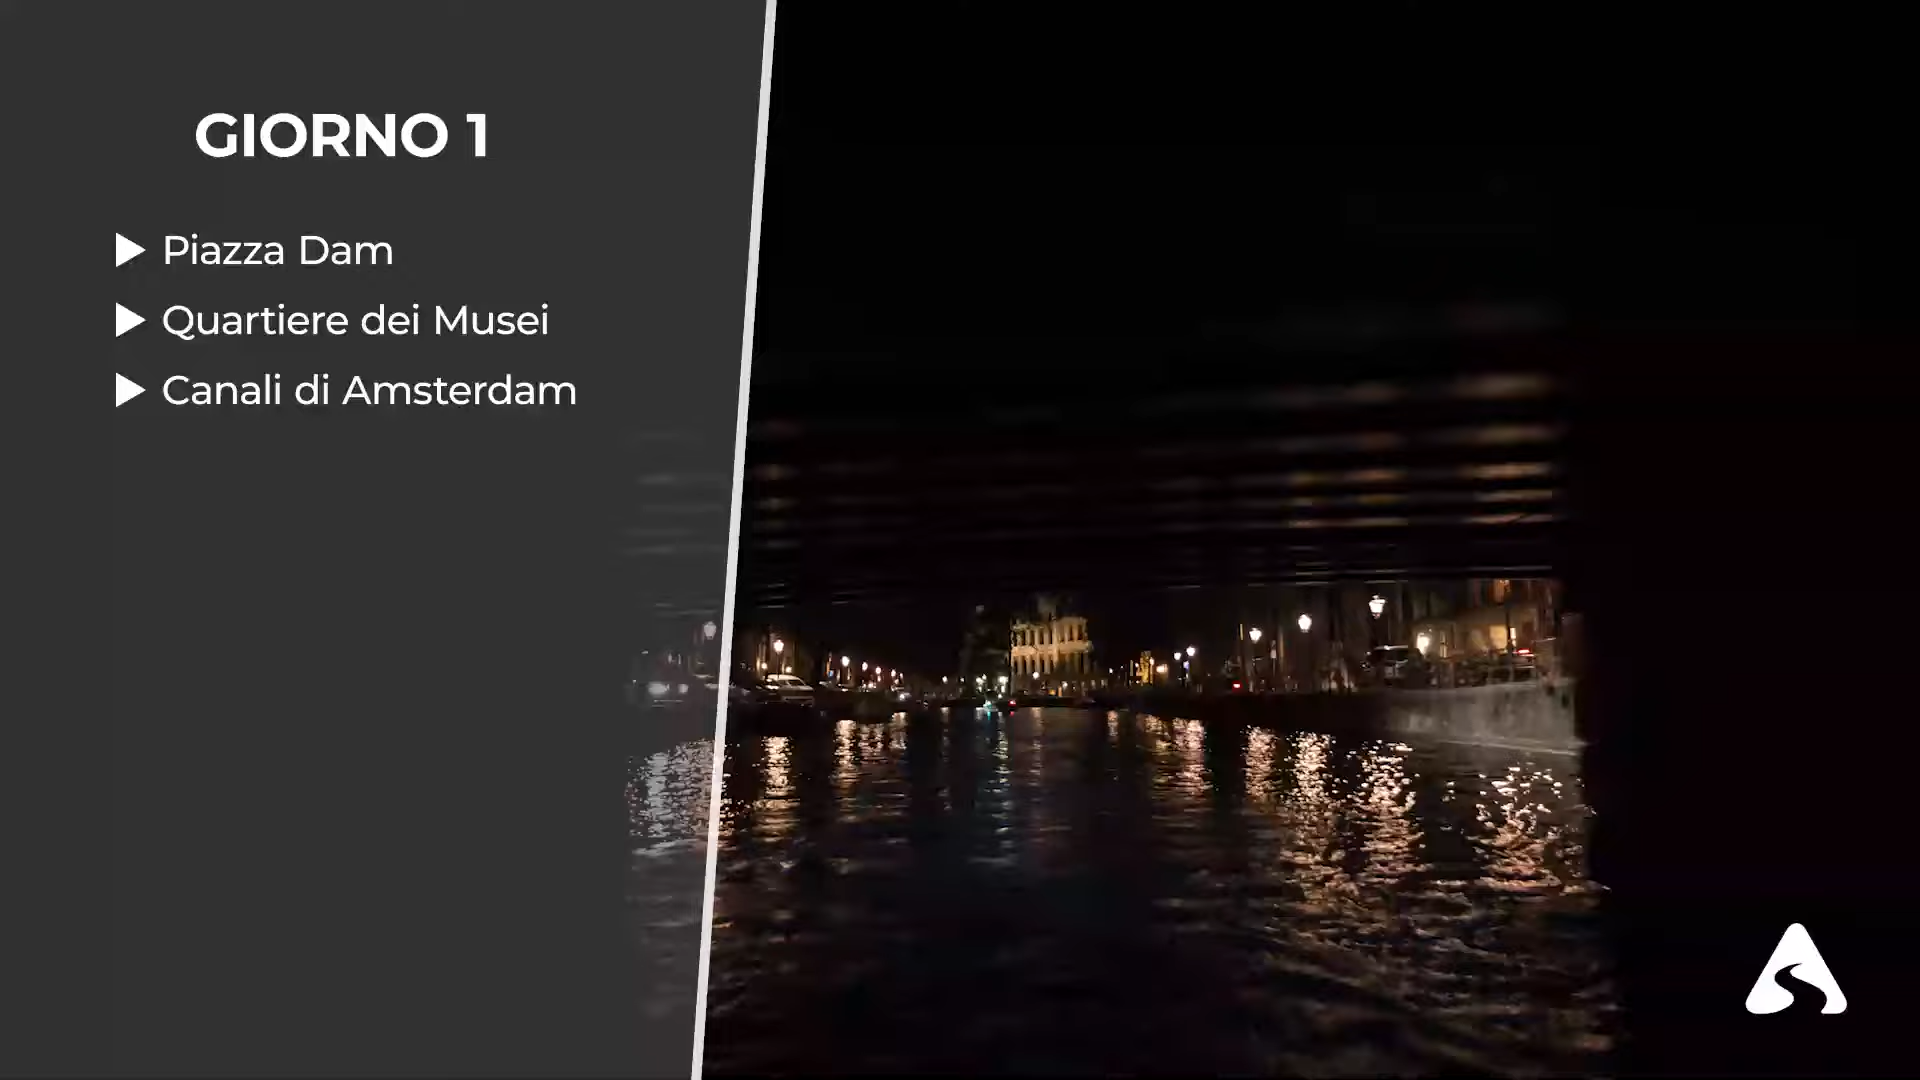 GIORNO 1
Piazza Dam
Quartiere dei Musei
Canali di Amsterdam